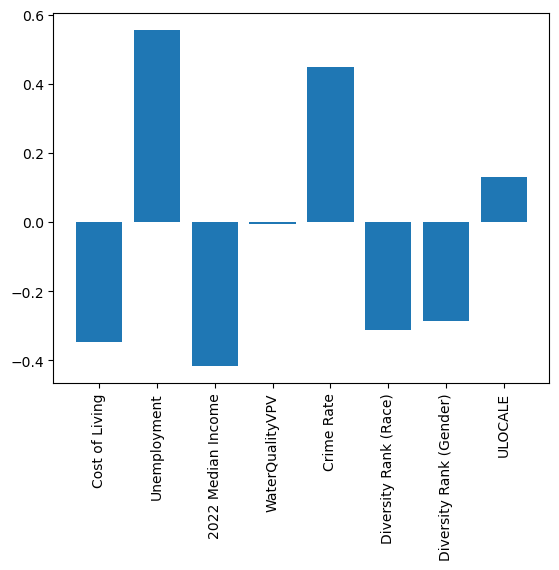 0.6
0.4
0.2
0.0
−0.2
−0.4
Cost of Living
Unemployment
2022 Median Income
WaterQualityVPV
Crime Rate
Diversity Rank (Race)
Diversity Rank (Gender)
ULOCALE